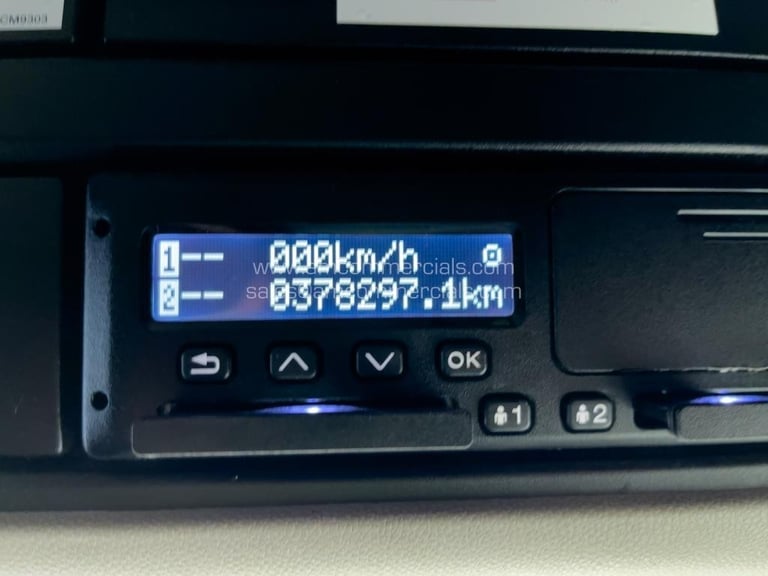 CM9303
1-- 000km/h
2-- 0378297.1km
OK
1 2